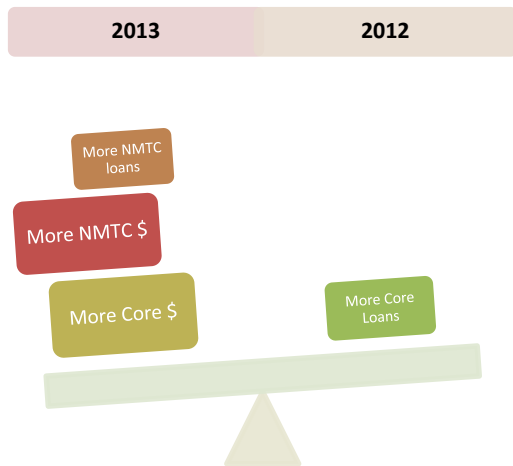 2013
2012
More NMTC
loans
More NMTC $
More Core $
More Core
Loans